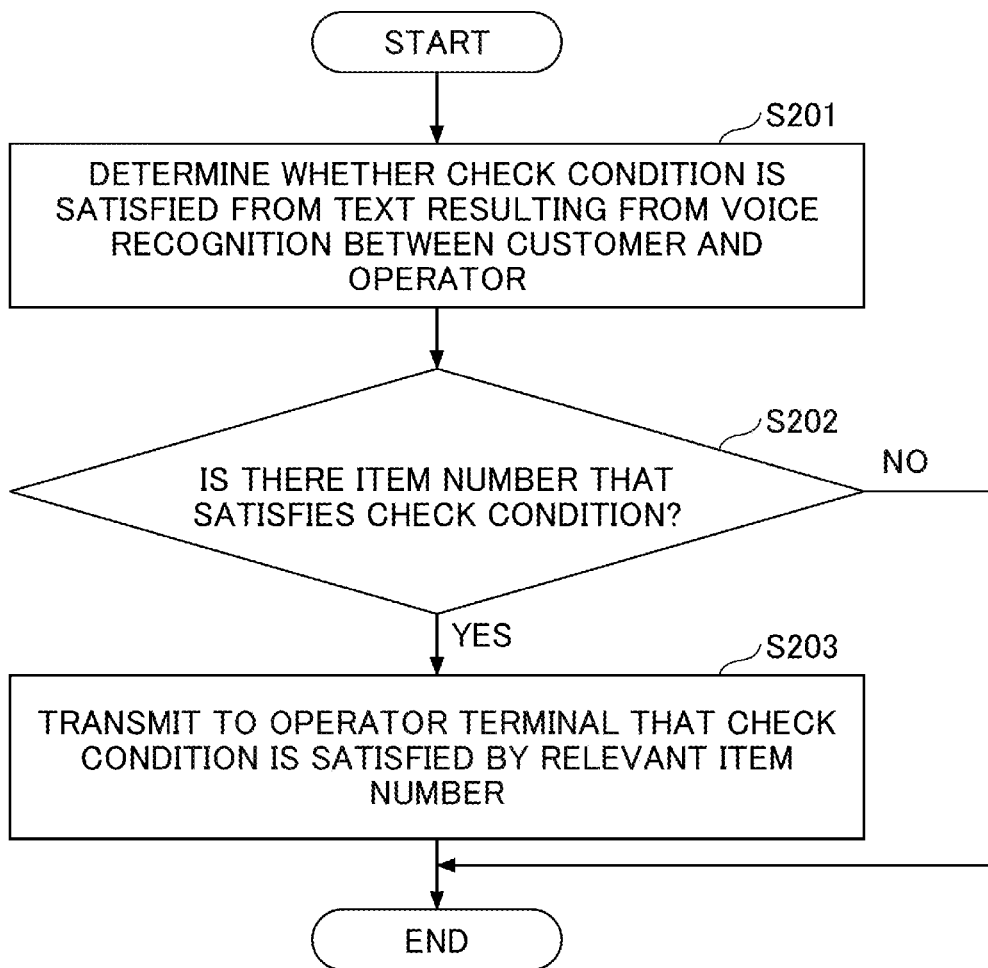 START
S201
DETERMINE WHETHER CHECK CONDITION IS
SATISFIED FROM TEXT RESULTING FROM VOICE
RECOGNITION BETWEEN CUSTOMER AND
OPERATOR
S202
IS THERE ITEM NUMBER THAT
SATISFIES CHECK CONDITION?
NO
YES
S203
TRANSMIT TO OPERATOR TERMINAL THAT CHECK
CONDITION IS SATISFIED BY RELEVANT ITEM
NUMBER
END